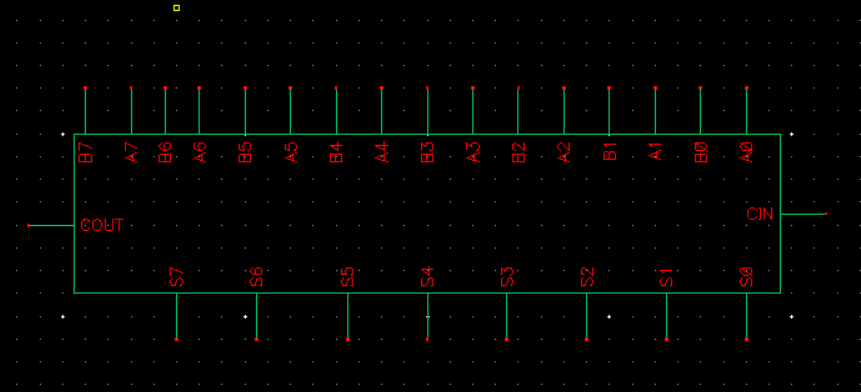 B7 A7 B6 A6 B5 A5 B4 A4 B3 A3 B2 A2 B1 A1 B0 A0
CIN
COUT
S7 S6 S5 S4 S3 S2 S1 S0